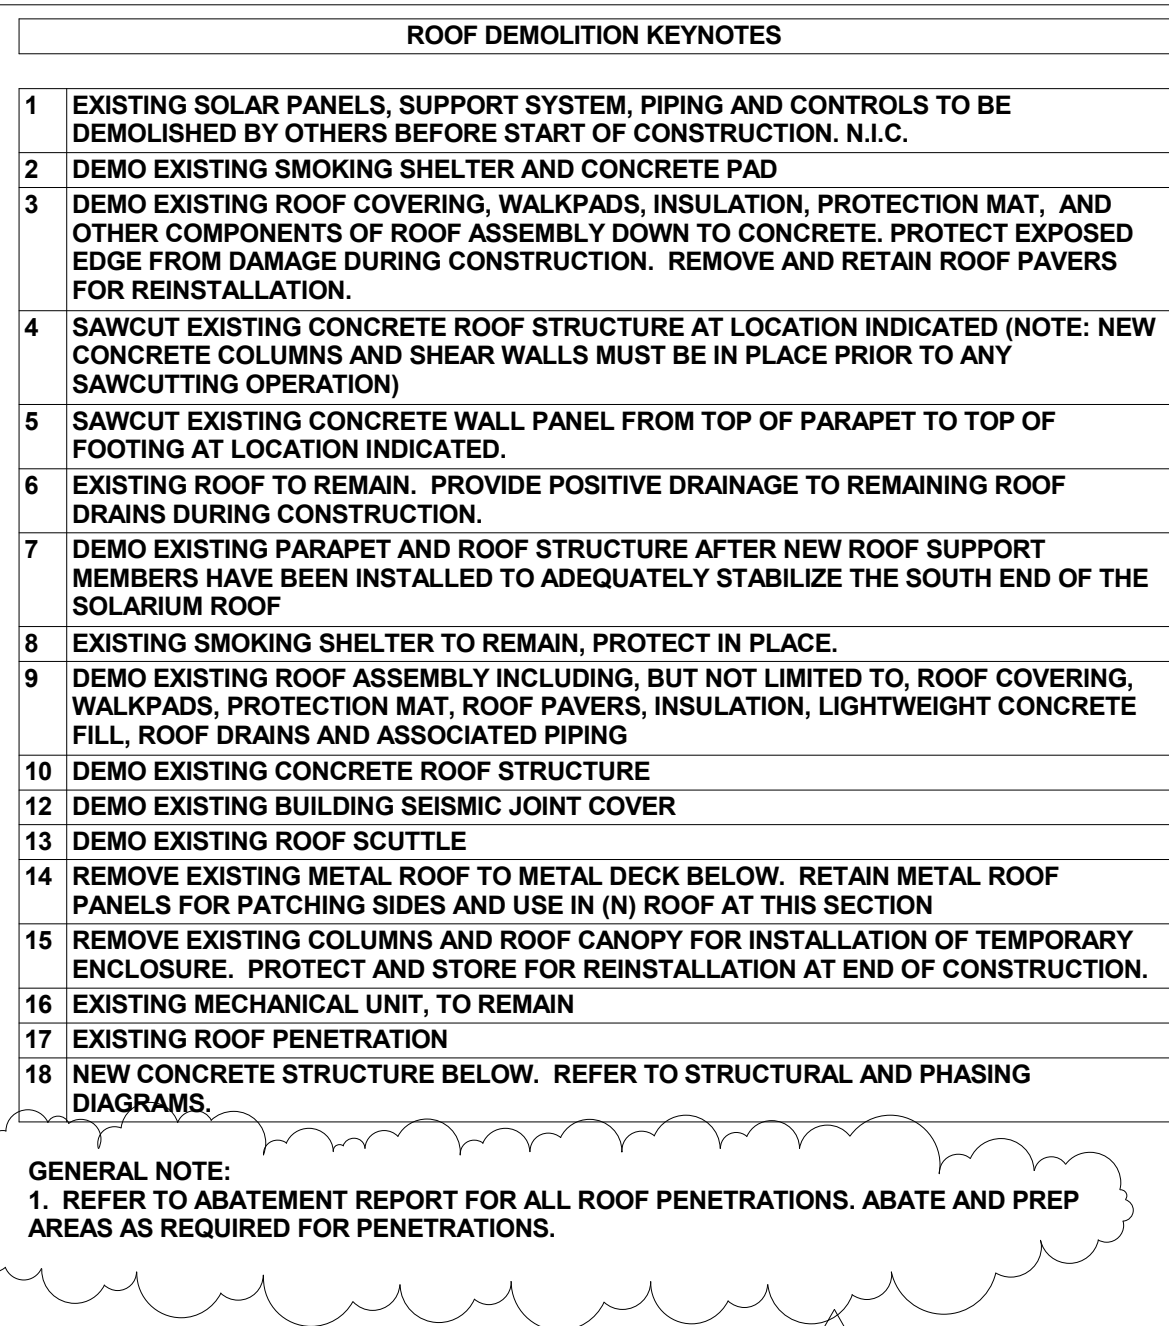 ROOF DEMOLITION KEYNOTES
1 EXISTING SOLAR PANELS, SUPPORT SYSTEM, PIPING AND CONTROLS TO BE
DEMOLISHED BY OTHERS BEFORE START OF CONSTRUCTION. N.I.C.
2 DEMO EXISTING SMOKING SHELTER AND CONCRETE PAD
3 DEMO EXISTING ROOF COVERING, WALKPADS, INSULATION, PROTECTION MAT, AND
OTHER COMPONENTS OF ROOF ASSEMBLY DOWN TO CONCRETE. PROTECT EXPOSED
EDGE FROM DAMAGE DURING CONSTRUCTION. REMOVE AND RETAIN ROOF PAVERS
FOR REINSTALLATION.
4 SAWCUT EXISTING CONCRETE ROOF STRUCTURE AT LOCATION INDICATED (NOTE: NEW
CONCRETE COLUMNS AND SHEAR WALLS MUST BE IN PLACE PRIOR TO ANY
SAWCUTTING OPERATION)
5 SAWCUT EXISTING CONCRETE WALL PANEL FROM TOP OF PARAPET TO TOP OF
FOOTING AT LOCATION INDICATED.
6 EXISTING ROOF TO REMAIN. PROVIDE POSITIVE DRAINAGE TO REMAINING ROOF
DRAINS DURING CONSTRUCTION.
7 DEMO EXISTING PARAPET AND ROOF STRUCTURE AFTER NEW ROOF SUPPORT
MEMBERS HAVE BEEN INSTALLED TO ADEQUATELY STABILIZE THE SOUTH END OF THE
SOLARIUM ROOF
8 EXISTING SMOKING SHELTER TO REMAIN, PROTECT IN PLACE.
9 DEMO EXISTING ROOF ASSEMBLY INCLUDING, BUT NOT LIMITED TO, ROOF COVERING,
WALKPADS, PROTECTION MAT, ROOF PAVERS, INSULATION, LIGHTWEIGHT CONCRETE
FILL, ROOF DRAINS AND ASSOCIATED PIPING
10 DEMO EXISTING CONCRETE ROOF STRUCTURE
12 DEMO EXISTING BUILDING SEISMIC JOINT COVER
13 DEMO EXISTING ROOF SCUTTLE
14 REMOVE EXISTING METAL ROOF TO METAL DECK BELOW. RETAIN METAL ROOF
PANELS FOR PATCHING SIDES AND USE IN (N) ROOF AT THIS SECTION
15 REMOVE EXISTING COLUMNS AND ROOF CANOPY FOR INSTALLATION OF TEMPORARY
ENCLOSURE. PROTECT AND STORE FOR REINSTALLATION AT END OF CONSTRUCTION.
16 EXISTING MECHANICAL UNIT, TO REMAIN
17 EXISTING ROOF PENETRATION
18 NEW CONCRETE STRUCTURE BELOW. REFER TO STRUCTURAL AND PHASING
DIAGRAMS.
GENERAL NOTE:
1. REFER TO ABATEMENT REPORT FOR ALL ROOF PENETRATIONS. ABATE AND PREP
AREAS AS REQUIRED FOR PENETRATIONS.